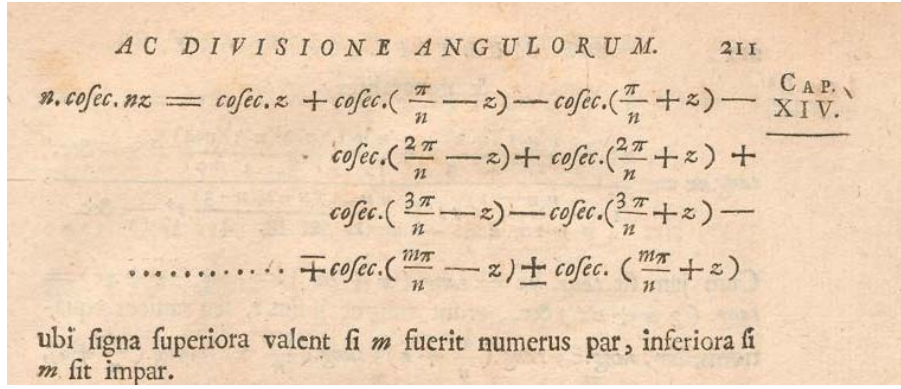 AC DIVISIONE ANGULORUM. 211
n.coſec.nz = coſec.z + coſec.(π/n — z) — coſec.(π/n + z) — CAP. XIV.
coſec.(2π/n — z) + coſec.(2π/n + z) +
coſec.(3π/n — z) — coſec.(3π/n + z) —
............ ∓ coſec.(mπ/n — z) ± coſec. (mπ/n + z)
ubi ſigna ſuperiora valent ſi m fuerit numerus par, inferiora ſi
m ſit impar.